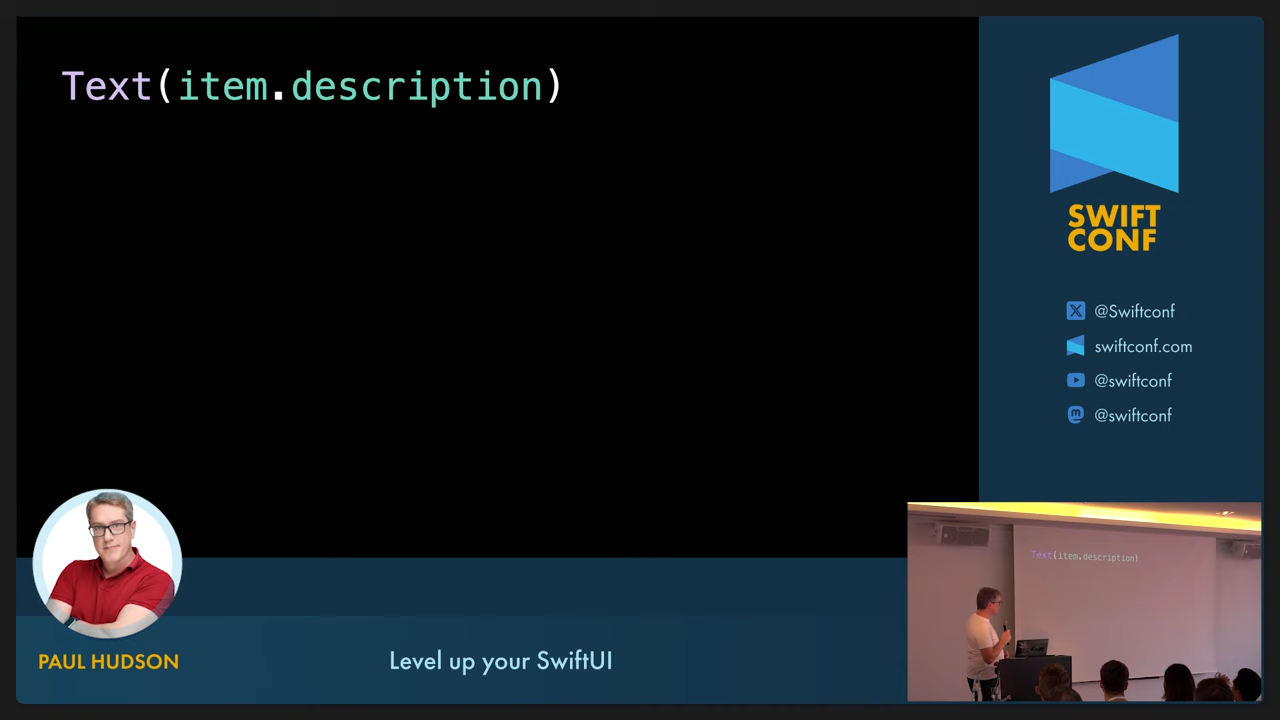 Text(item.description)
SWIFT
CONF
@Swiftconf
swiftconf.com
@swiftconf
@swiftconf
Text(item.description)
PAUL HUDSON
Level up your SwiftUI